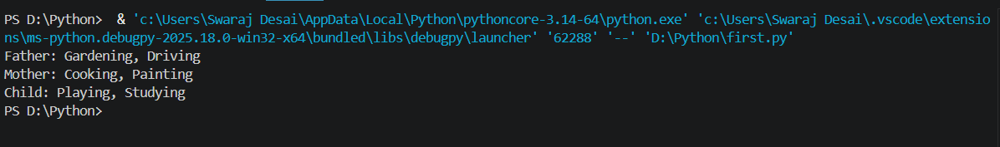 PS D:\Python>  & 'c:\Users\Swaraj Desai\AppData\Local\Python\pythoncore-3.14-64\python.exe' 'c:\Users\Swaraj Desai\.vscode\extensio
ns\ms-python.debugpy-2025.18.0-win32-x64\bundled\libs\debugpy\launcher' '62288' '--' 'D:\Python\first.py'
Father: Gardening, Driving
Mother: Cooking, Painting
Child: Playing, Studying
PS D:\Python>